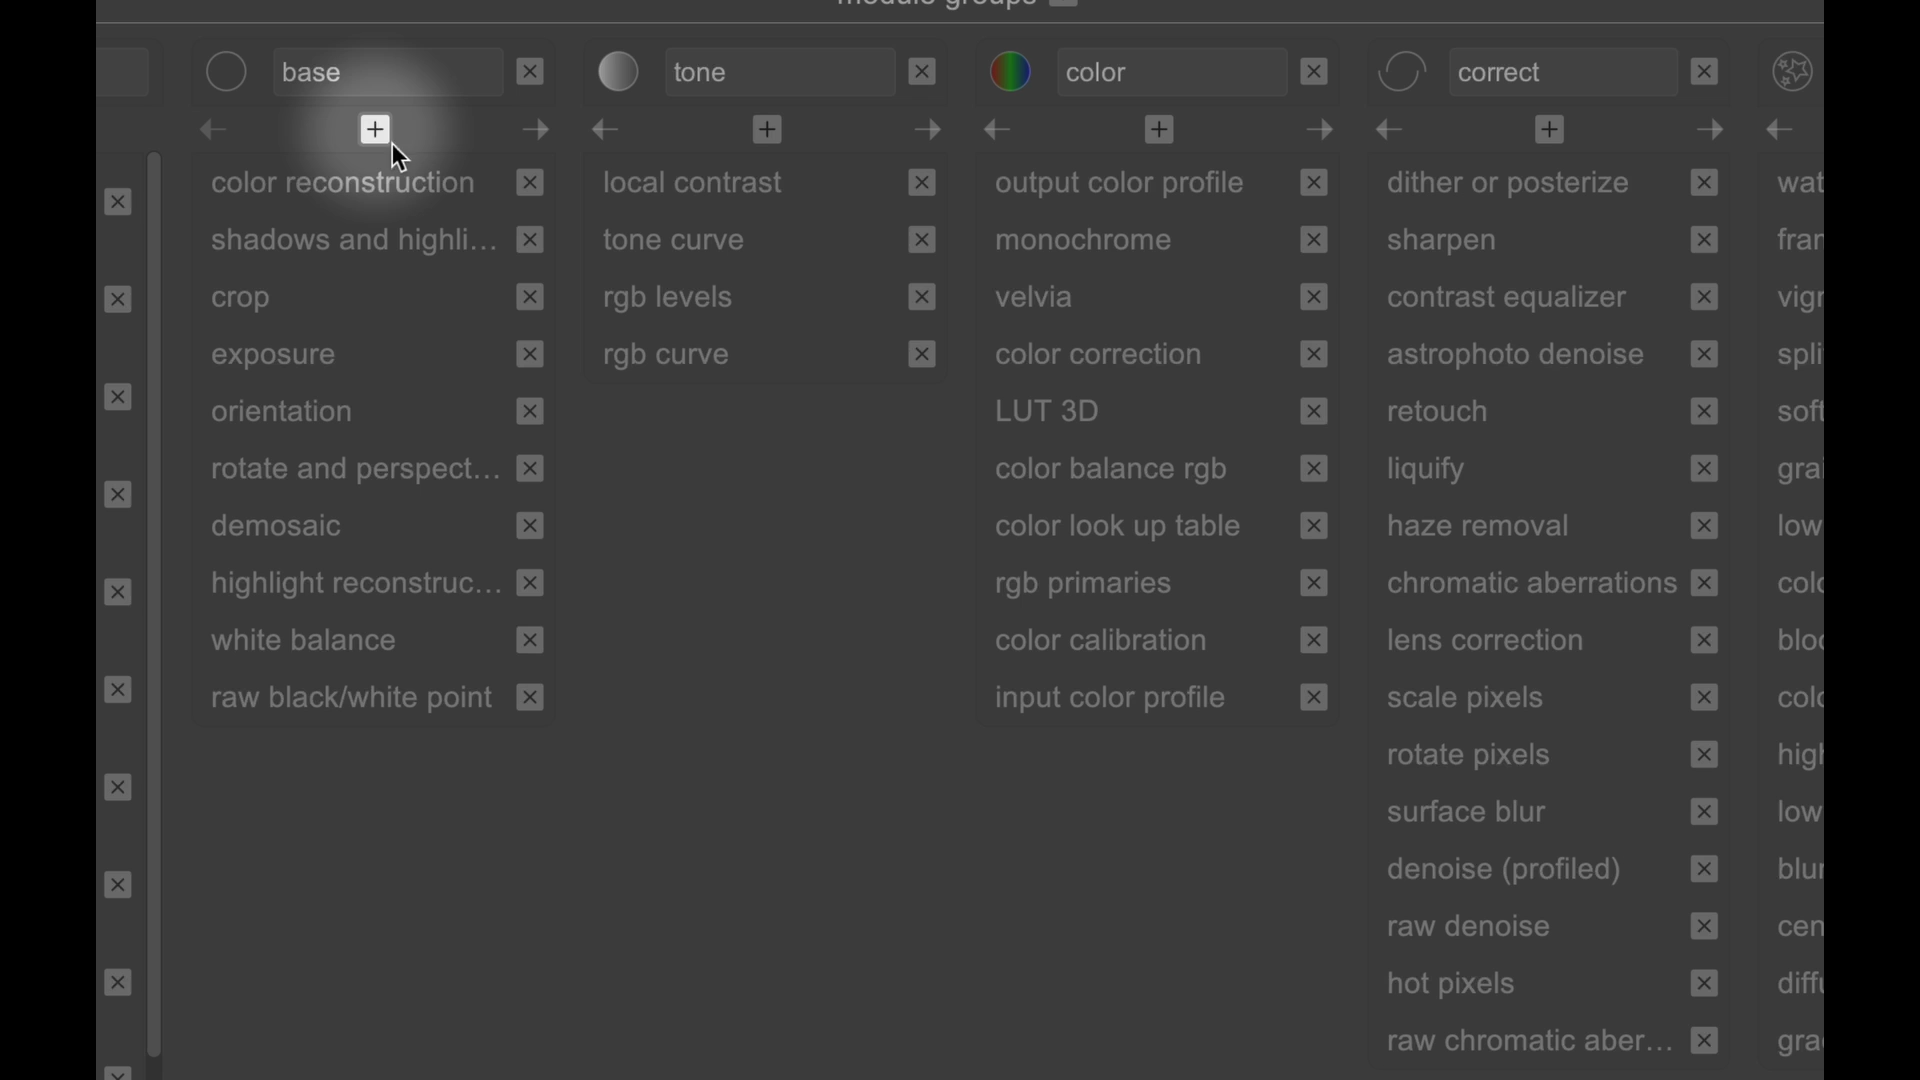 module groups
base
tone
color
correct
color reconstruction
shadows and highli...
crop
exposure
orientation
rotate and perspect...
demosaic
highlight reconstruc...
white balance
raw black/white point
local contrast
tone curve
rgb levels
rgb curve
output color profile
monochrome
velvia
color correction
LUT 3D
color balance rgb
color look up table
rgb primaries
color calibration
input color profile
dither or posterize
sharpen
contrast equalizer
astrophoto denoise
retouch
liquify
haze removal
chromatic aberrations
lens correction
scale pixels
rotate pixels
surface blur
denoise (profiled)
raw denoise
hot pixels
raw chromatic aber...